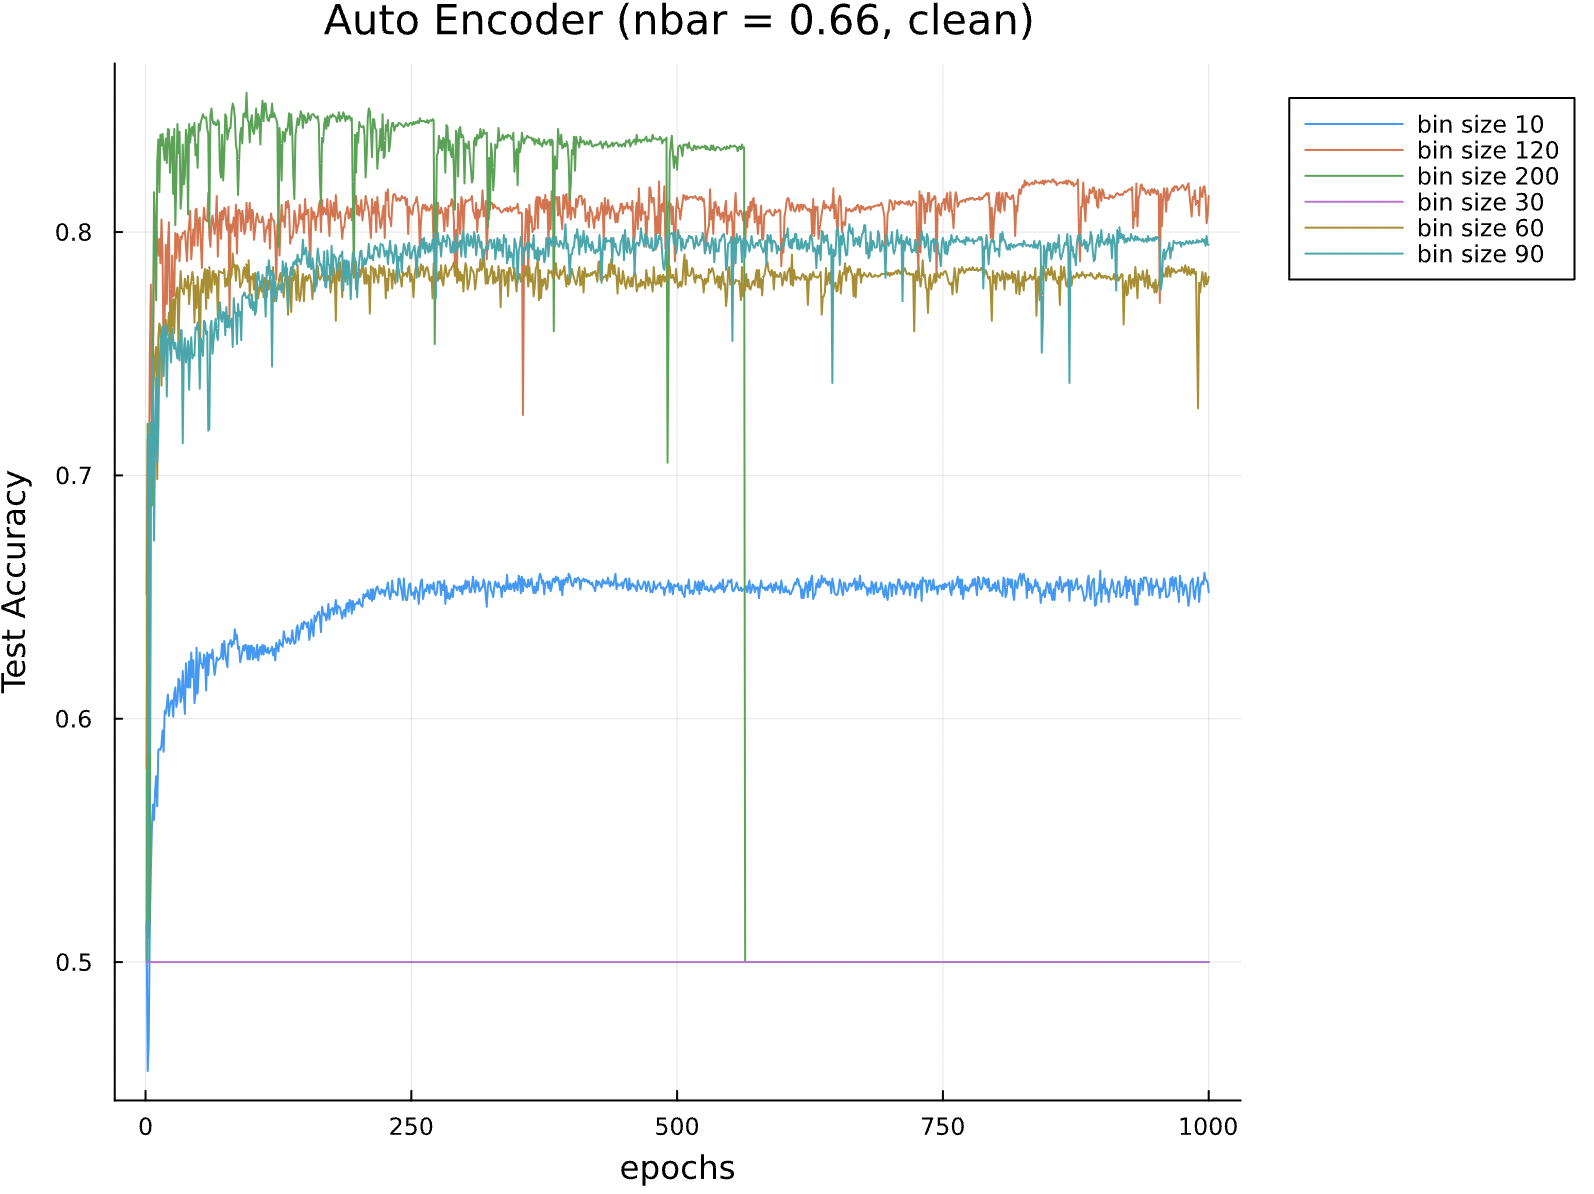 Auto Encoder (nbar = 0.66, clean)
bin size 10
bin size 120
bin size 200
bin size 30
bin size 60
bin size 90
Test Accuracy
0.8
0.7
0.6
0.5
0
250
500
750
1000
epochs